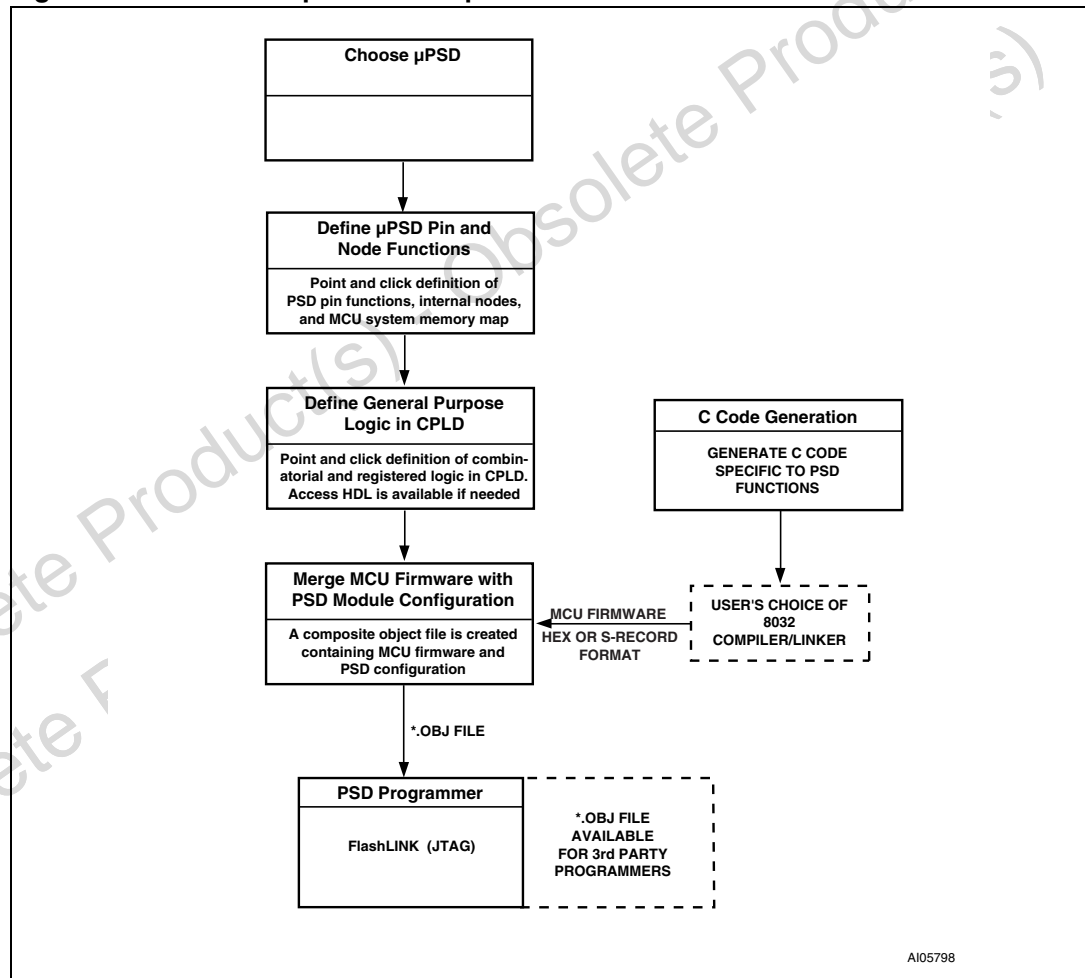 Choose µPSD
Define µPSD Pin and
Node Functions
Point and click definition of
PSD pin functions, internal nodes,
and MCU system memory map
Define General Purpose
Logic in CPLD
Point and click definition of combin-
atorial and registered logic in CPLD.
Access HDL is available if needed
C Code Generation
GENERATE C CODE
SPECIFIC TO PSD
FUNCTIONS
Merge MCU Firmware with
PSD Module Configuration
A composite object file is created
containing MCU firmware and
PSD configuration
MCU FIRMWARE
HEX OR S-RECORD
FORMAT
USER'S CHOICE OF
8032
COMPILER/LINKER
*.OBJ FILE
PSD Programmer
FlashLINK (JTAG)
*.OBJ FILE
AVAILABLE
FOR 3rd PARTY
PROGRAMMERS
AI05798
Obsolete Product(s) - Obsolete Product(s)